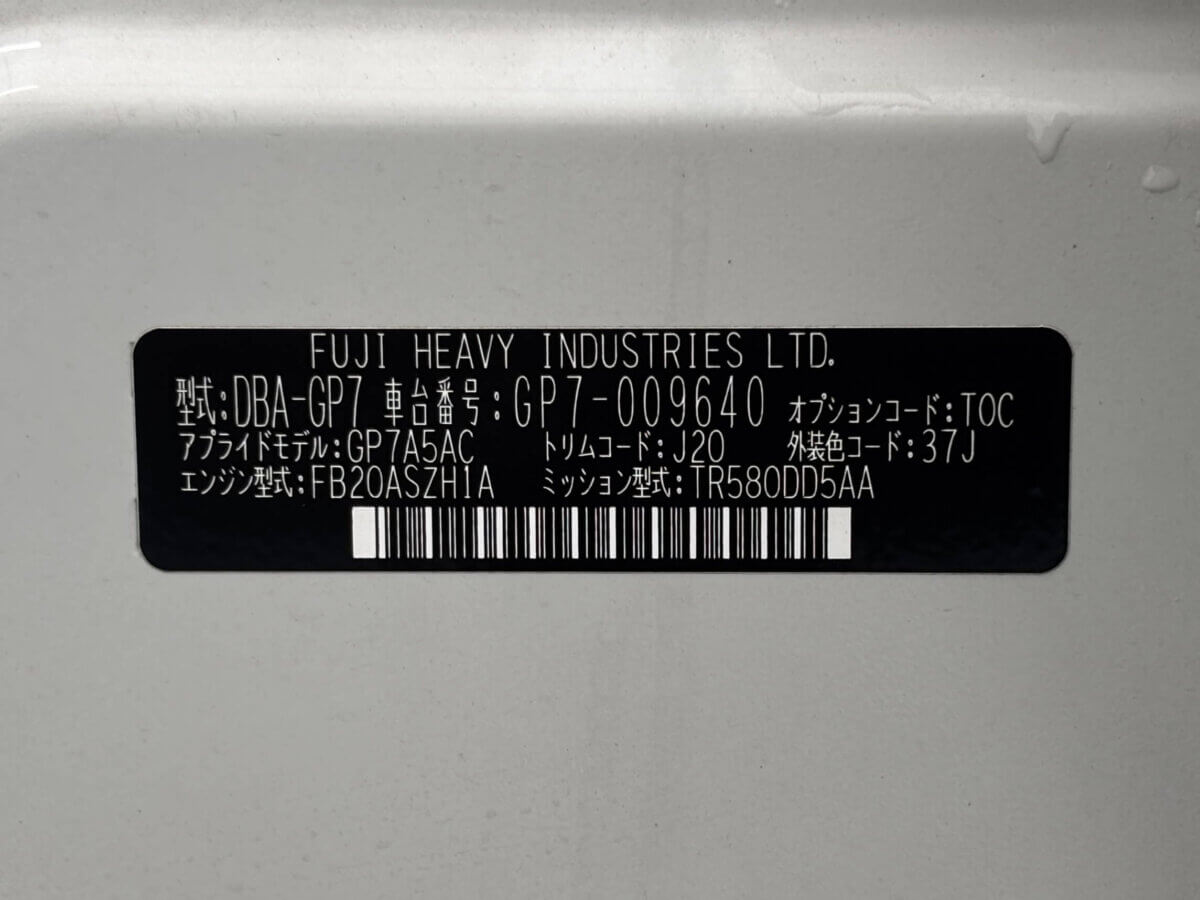 FUJI HEAVY INDUSTRIES LTD.
型式:DBA-GP7 車台番号:GP7-009640 オプションコード:TOC
アプライドモデル:GP7A5AC トリムコード:J20 外装色コード:37J
エンジン型式:FB20ASZH1A ミッション型式:TR580DD5AA